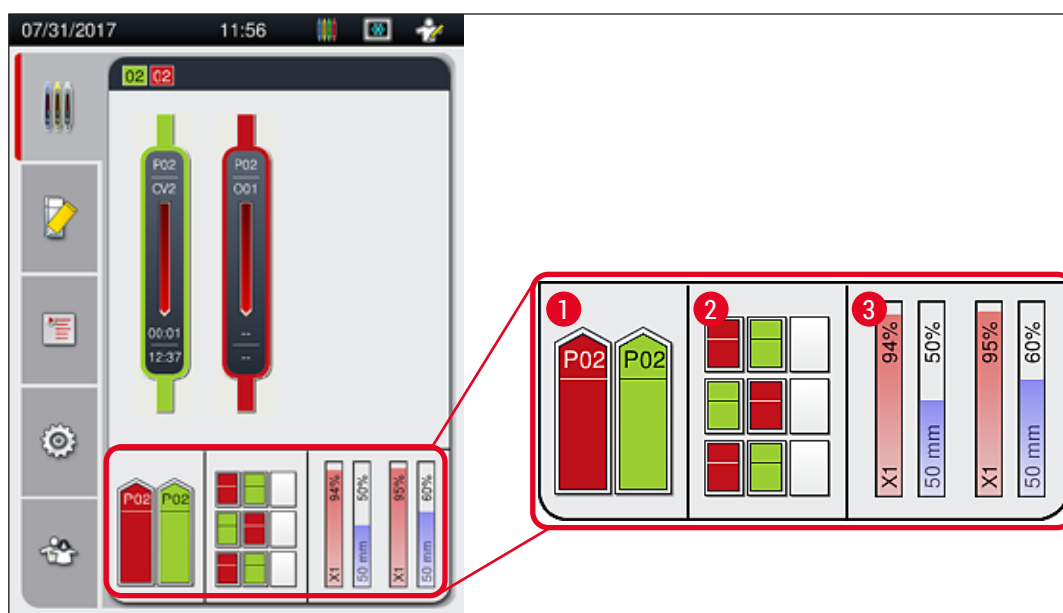 07/31/2017 11:56
02 02
P02 P02
CV2 O01
00:01 --
12:37 --
P02 P02
X1 94% 50 mm 60% X1 95% 50 mm 60%
1 2 3
P02 P02
X1 94% 50 mm 50% X1 95% 50 mm 60%